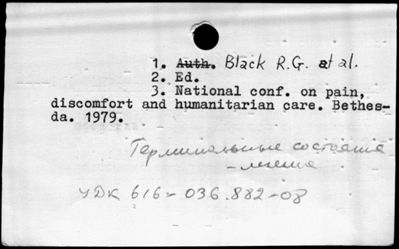 1. Auth. Black R.G. et al.
2. Ed.
3. National conf. on pain,
discomfort and humanitarian care. Bethes-
da. 1979.
Терминальные состояния
- лечение
УДК 616-036.882-08